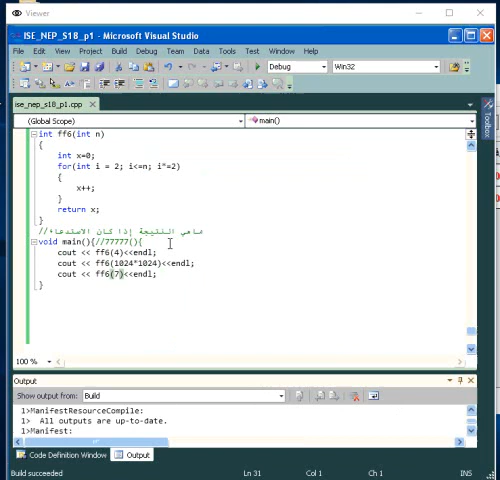 Viewer
ISE_NEP_S18_p1 - Microsoft Visual Studio
File Edit View Project Build Debug Team Data Tools Test Window Help
Debug Win32
ise_nep_s18_p1.cpp
Toolbox
(Global Scope) main()
int ff6(int n)
{
int x=0;
for(int i = 2; i<=n; i*=2)
{
x++;
}
return x;
}
//ماهي النتيجة إذا كان الاستدعاء
void main(){//77777(){
cout << ff6(4)<<endl;
cout << ff6(1024*1024)<<endl;
cout << ff6(7)<<endl;
}
100 %
Output
Show output from: Build
1>ManifestResourceCompile:
1> All outputs are up-to-date.
1>Manifest:
Code Definition Window Output
Build succeeded Ln 31 Col 1 Ch 1 INS